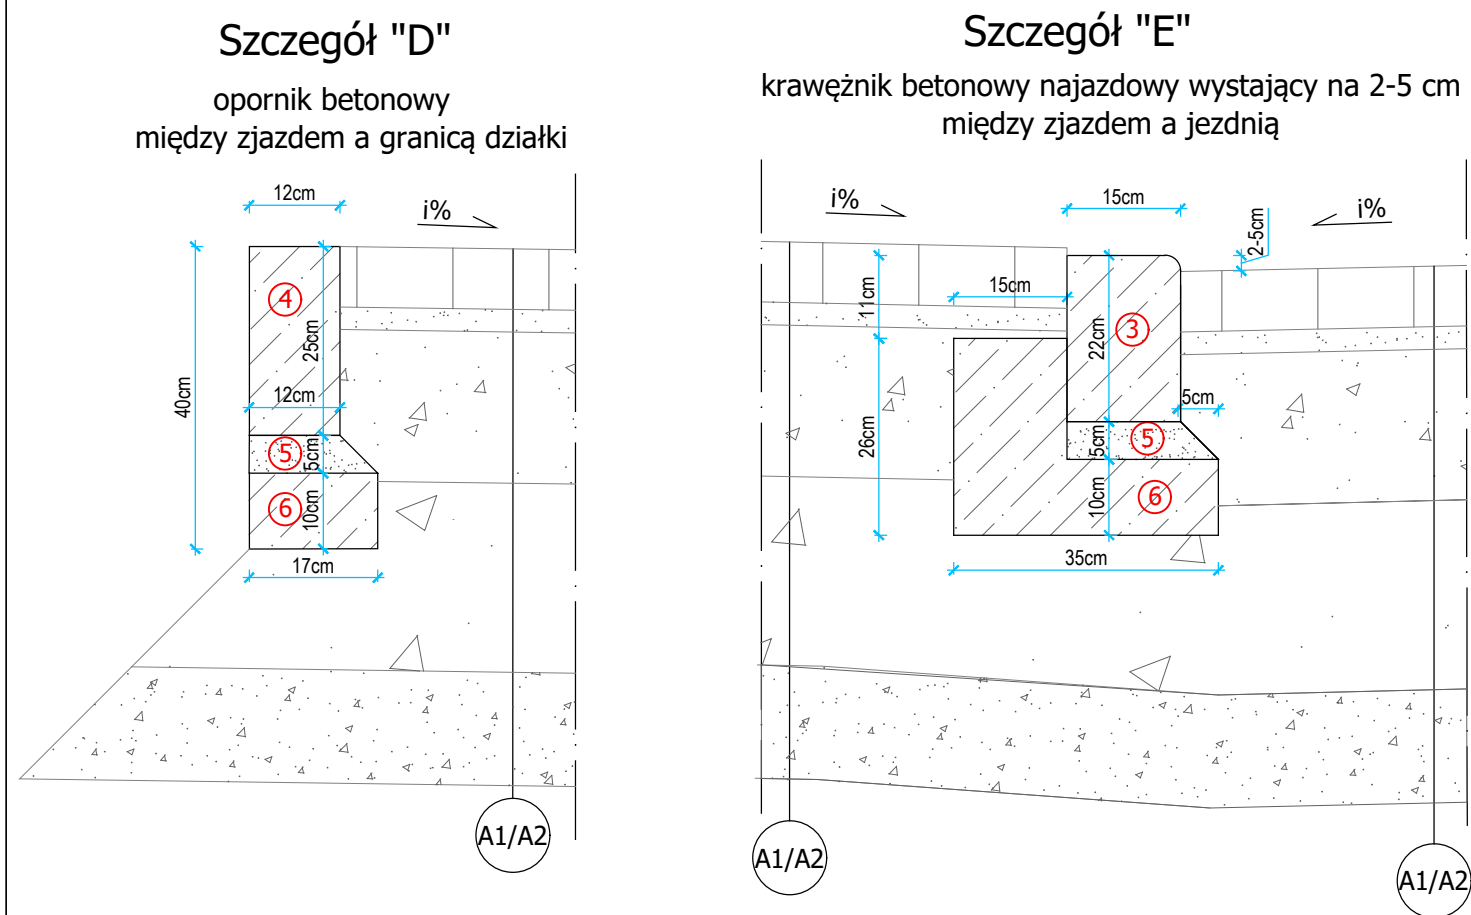 Szczegół "D"
opornik betonowy
między zjazdem a granicą działki
12cm
i%
4
25cm
40cm
12cm
5
5cm
6
10cm
17cm
A1/A2
Szczegół "E"
krawężnik betonowy najazdowy wystający na 2-5 cm
między zjazdem a jezdnią
i%
15cm
i%
2-5cm
15cm
11cm
3
22cm
5cm
26cm
5
5cm
6
10cm
35cm
A1/A2
A1/A2